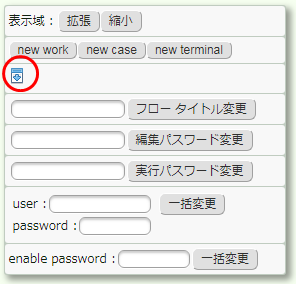 表示域： 拡張 縮小
new work new case new terminal
フロー タイトル変更
編集パスワード変更
実行パスワード変更
user : 一括変更
password :
enable password : 一括変更